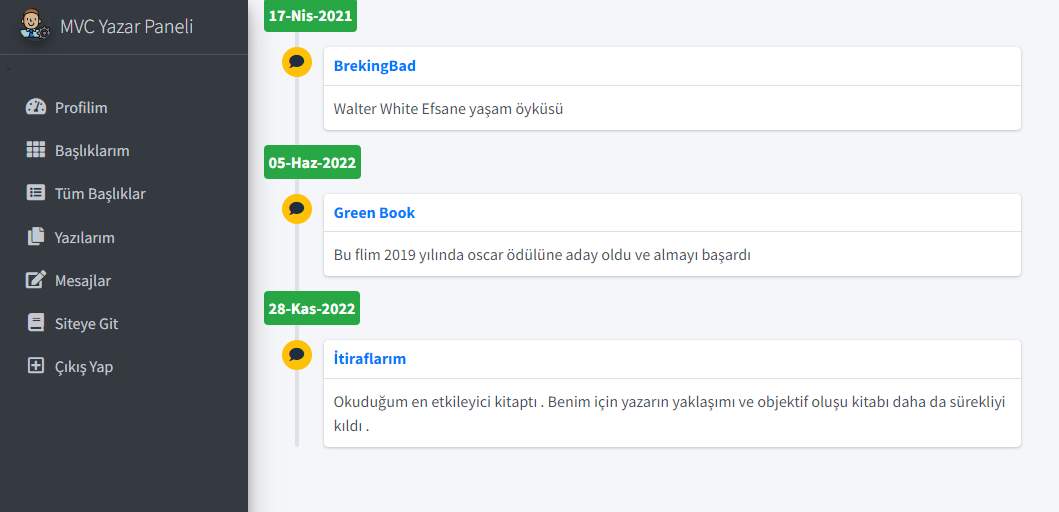 MVC Yazar Paneli
Profilim
Başlıklarım
Tüm Başlıklar
Yazılarım
Mesajlar
Siteye Git
Çıkış Yap
17-Nis-2021
BrekingBad
Walter White Efsane yaşam öyküsü
05-Haz-2022
Green Book
Bu flim 2019 yılında oscar ödülüne aday oldu ve almayı başardı
28-Kas-2022
İtiraflarım
Okuduğum en etkileyici kitaptı . Benim için yazarın yaklaşımı ve objektif oluşu kitabı daha da sürekliyi
kıldı .